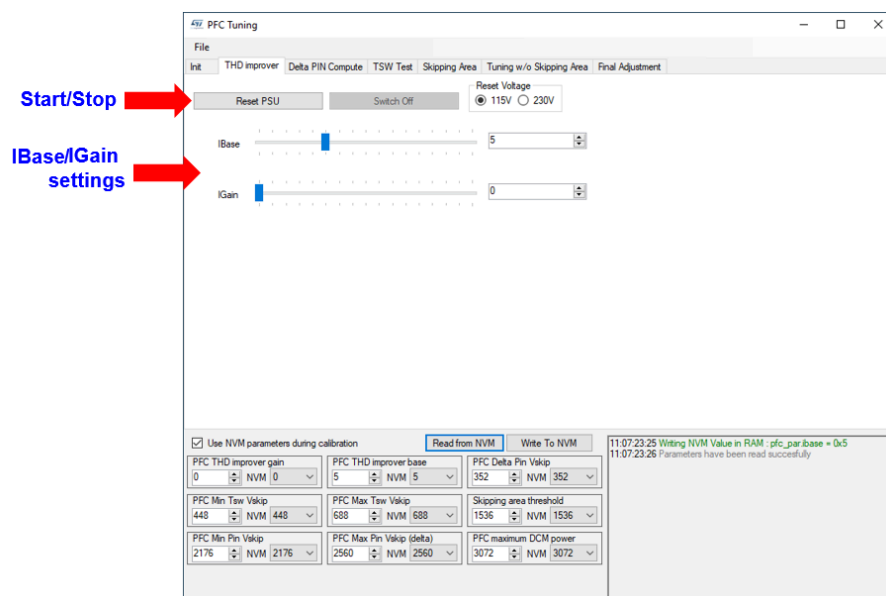 PFC Tuning
File
Init THD improver Delta PIN Compute TSW Test Skipping Area Tuning w/o Skipping Area Final Adjustment
Start/Stop
Reset PSU Switch Off
Reset Voltage
115V 230V
IBase 5
IBase/IGain
settings
IGain 0
Use NVM parameters during calibration Read from NVM Write To NVM
PFC THD improver gain PFC THD improver base PFC Delta Pin Vskip
0 NVM 0 5 NVM 5 352 NVM 352
PFC Min Tsw Vskip PFC Max Tsw Vskip Skipping area threshold
448 NVM 448 688 NVM 688 1536 NVM 1536
PFC Min Pin Vskip PFC Max Pin Vskip (delta) PFC maximum DCM power
2176 NVM 2176 2560 NVM 2560 3072 NVM 3072
11:07:23:25 Writing NVM Value in RAM : pfc_par.ibase = 0x5
11:07:23:26 Parameters have been read succesfully